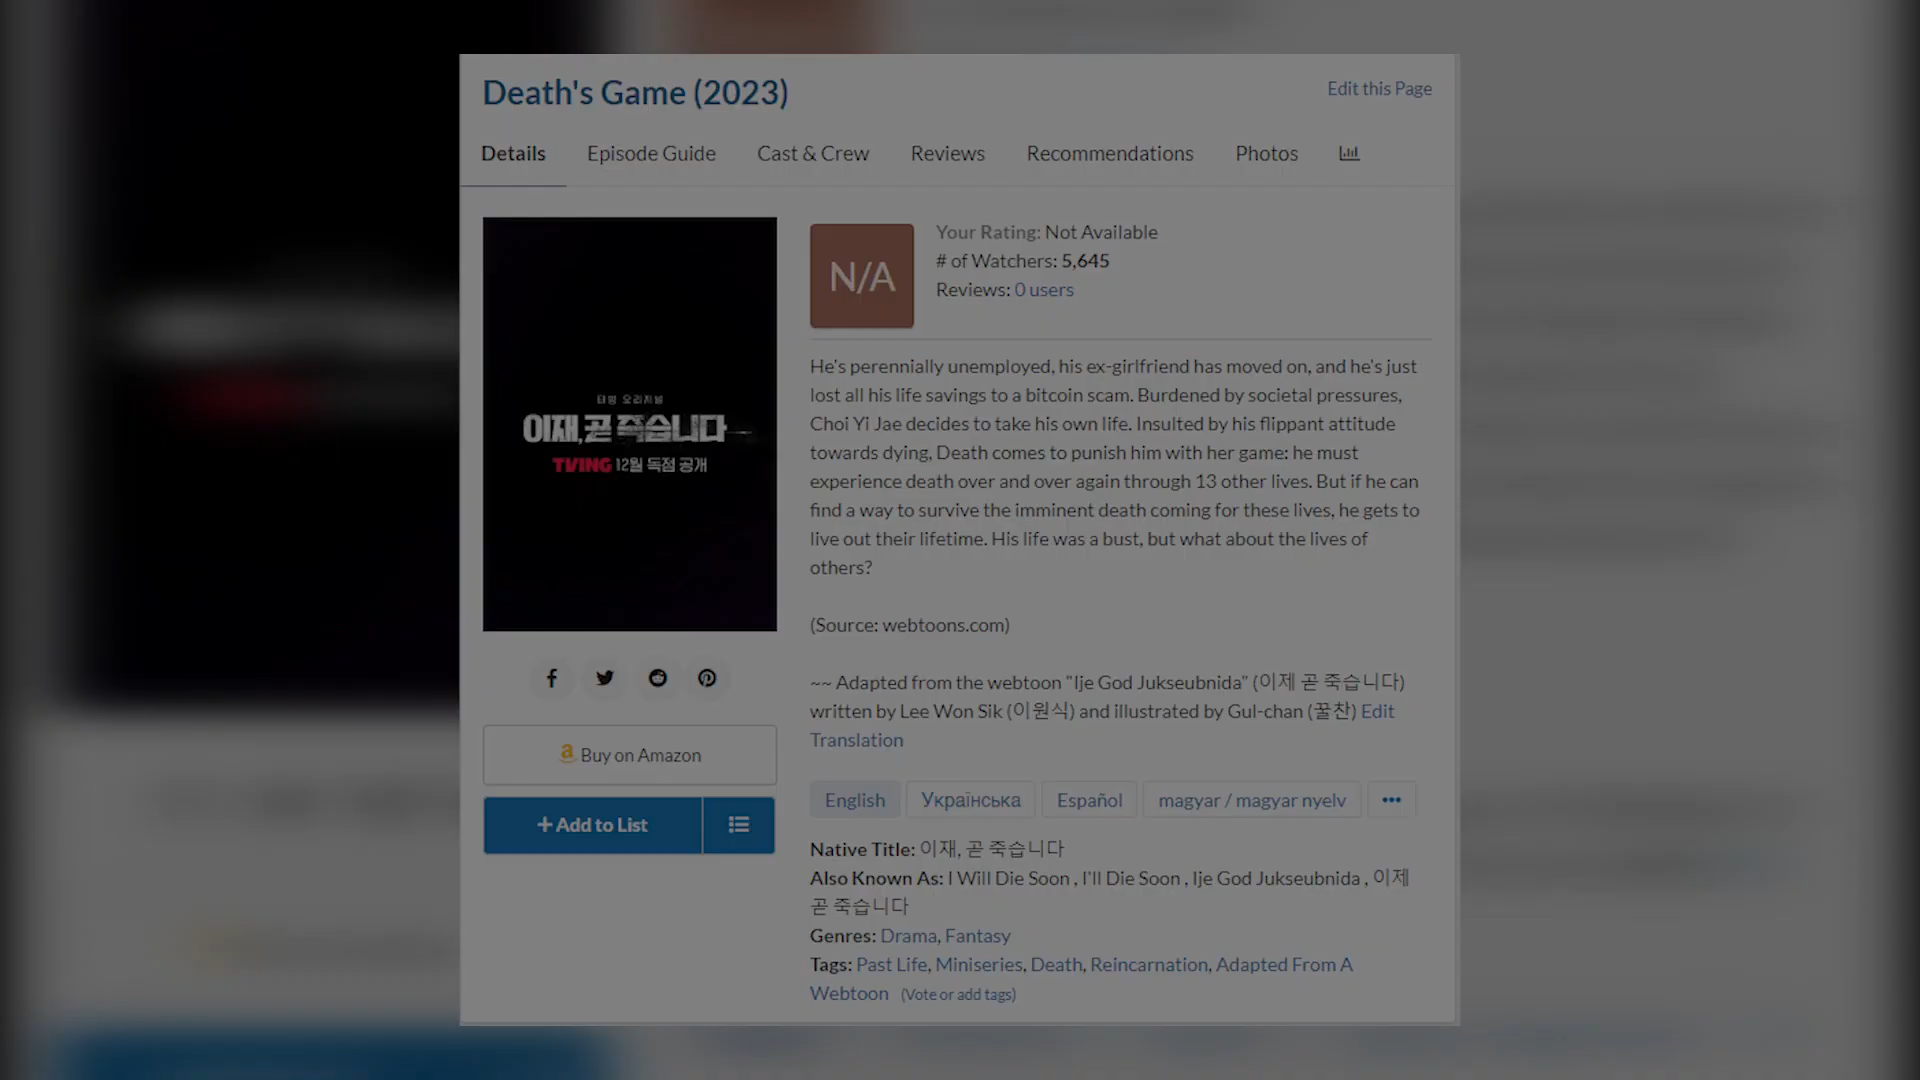 Death's Game (2023)
Edit this Page
Details Episode Guide Cast & Crew Reviews Recommendations Photos
티빙 오리지널
이재, 곧 죽습니다
TVING 12월 독점 공개
Buy on Amazon
+ Add to List
N/A
Your Rating: Not Available
# of Watchers: 5,645
Reviews: 0 users
He's perennially unemployed, his ex-girlfriend has moved on, and he's just
lost all his life savings to a bitcoin scam. Burdened by societal pressures,
Choi Yi Jae decides to take his own life. Insulted by his flippant attitude
towards dying, Death comes to punish him with her game: he must
experience death over and over again through 13 other lives. But if he can
find a way to survive the imminent death coming for these lives, he gets to
live out their lifetime. His life was a bust, but what about the lives of
others?
(Source: webtoons.com)
~~ Adapted from the webtoon "Ije God Jukseubnida" (이제 곧 죽습니다)
written by Lee Won Sik (이원식) and illustrated by Gul-chan (꿀찬) Edit
Translation
English Українська Español magyar / magyar nyelv •••
Native Title: 이재, 곧 죽습니다
Also Known As: I Will Die Soon , I'll Die Soon , Ije God Jukseubnida , 이제
곧 죽습니다
Genres: Drama, Fantasy
Tags: Past Life, Miniseries, Death, Reincarnation, Adapted From A
Webtoon (Vote or add tags)